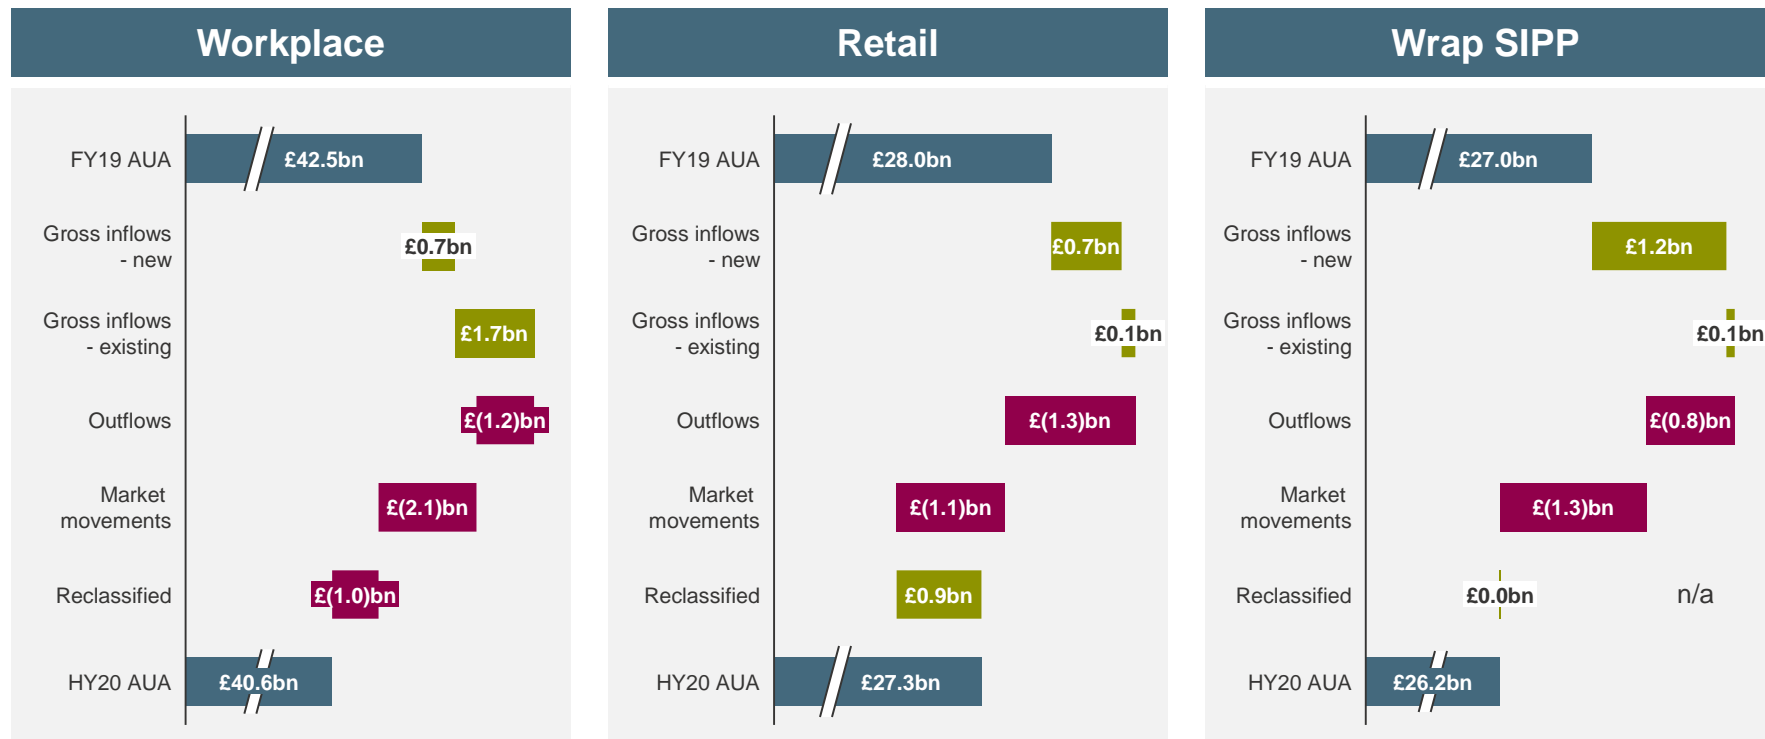 Workplace
FY19 AUA
£42.5bn
Gross inflows
- new
£0.7bn
Gross inflows
- existing
£1.7bn
Outflows
£(1.2)bn
Market
movements
£(2.1)bn
Reclassified
£(1.0)bn
HY20 AUA
£40.6bn
Retail
FY19 AUA
£28.0bn
Gross inflows
- new
£0.7bn
Gross inflows
- existing
£0.1bn
Outflows
£(1.3)bn
Market
movements
£(1.1)bn
Reclassified
£0.9bn
HY20 AUA
£27.3bn
Wrap SIPP
FY19 AUA
£27.0bn
Gross inflows
- new
£1.2bn
Gross inflows
- existing
£0.1bn
Outflows
£(0.8)bn
Market
movements
£(1.3)bn
Reclassified
£0.0bn
n/a
HY20 AUA
£26.2bn